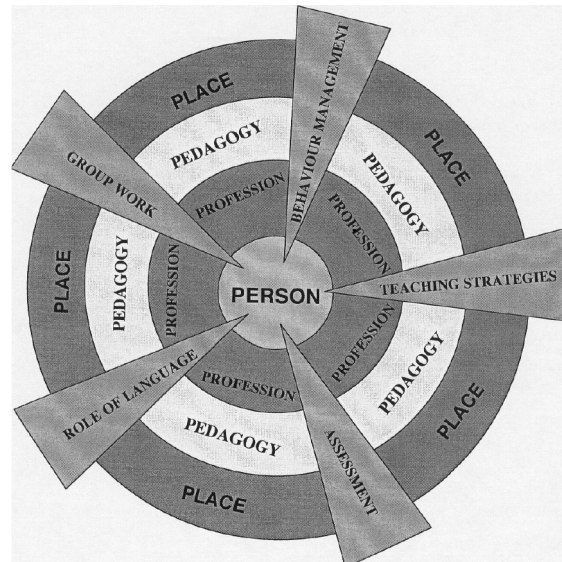 BEHAVIOUR MANAGEMENT
PLACE
PLACE
PEDAGOGY
PEDAGOGY
GROUP WORK
PROFESSION
PROFESSION
PLACE
PEDAGOGY
PROFESSION
PERSON
TEACHING STRATEGIES
PROFESSION
PEDAGOGY
ROLE OF LANGUAGE
PROFESSION
PLACE
PEDAGOGY
ASSESSMENT
PLACE